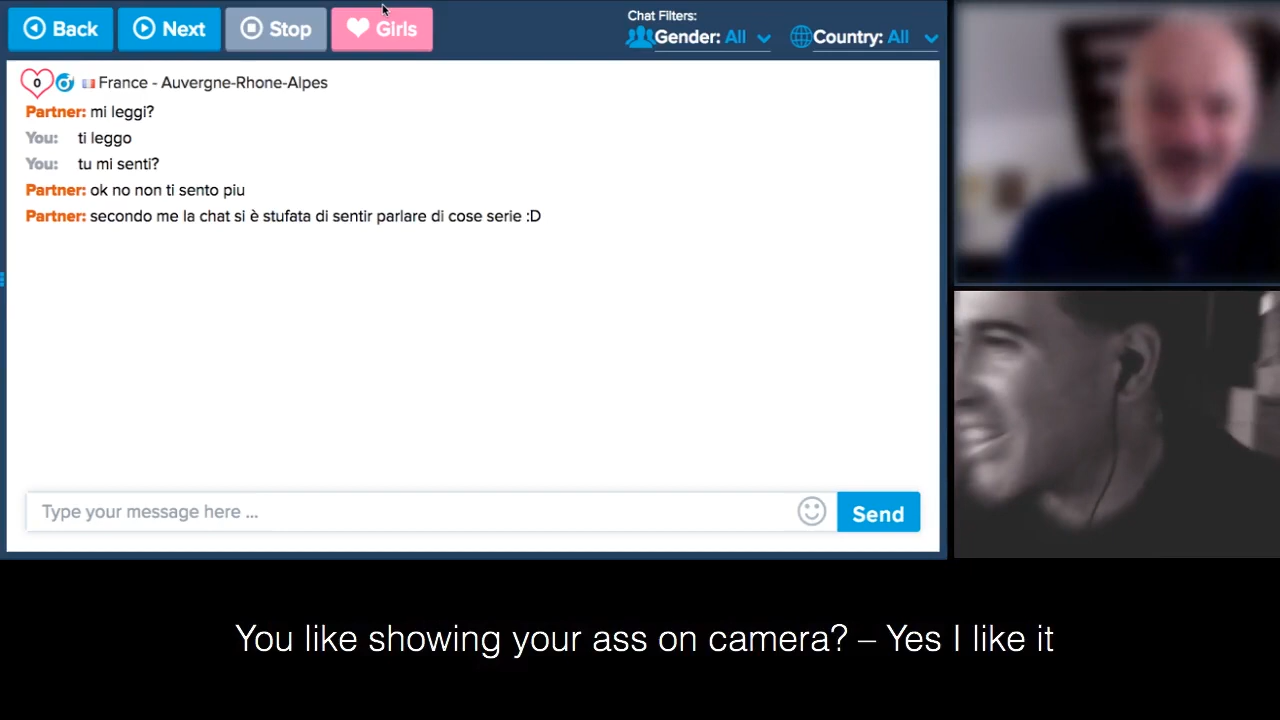 Back Next Stop Girls
Chat Filters:
Gender: All Country: All
0 France - Auvergne-Rhone-Alpes
Partner: mi leggi?
You: ti leggo
You: tu mi senti?
Partner: ok no non ti sento piu
Partner: secondo me la chat si è stufata di sentir parlare di cose serie :D
Type your message here ...
Send
You like showing your ass on camera? – Yes I like it